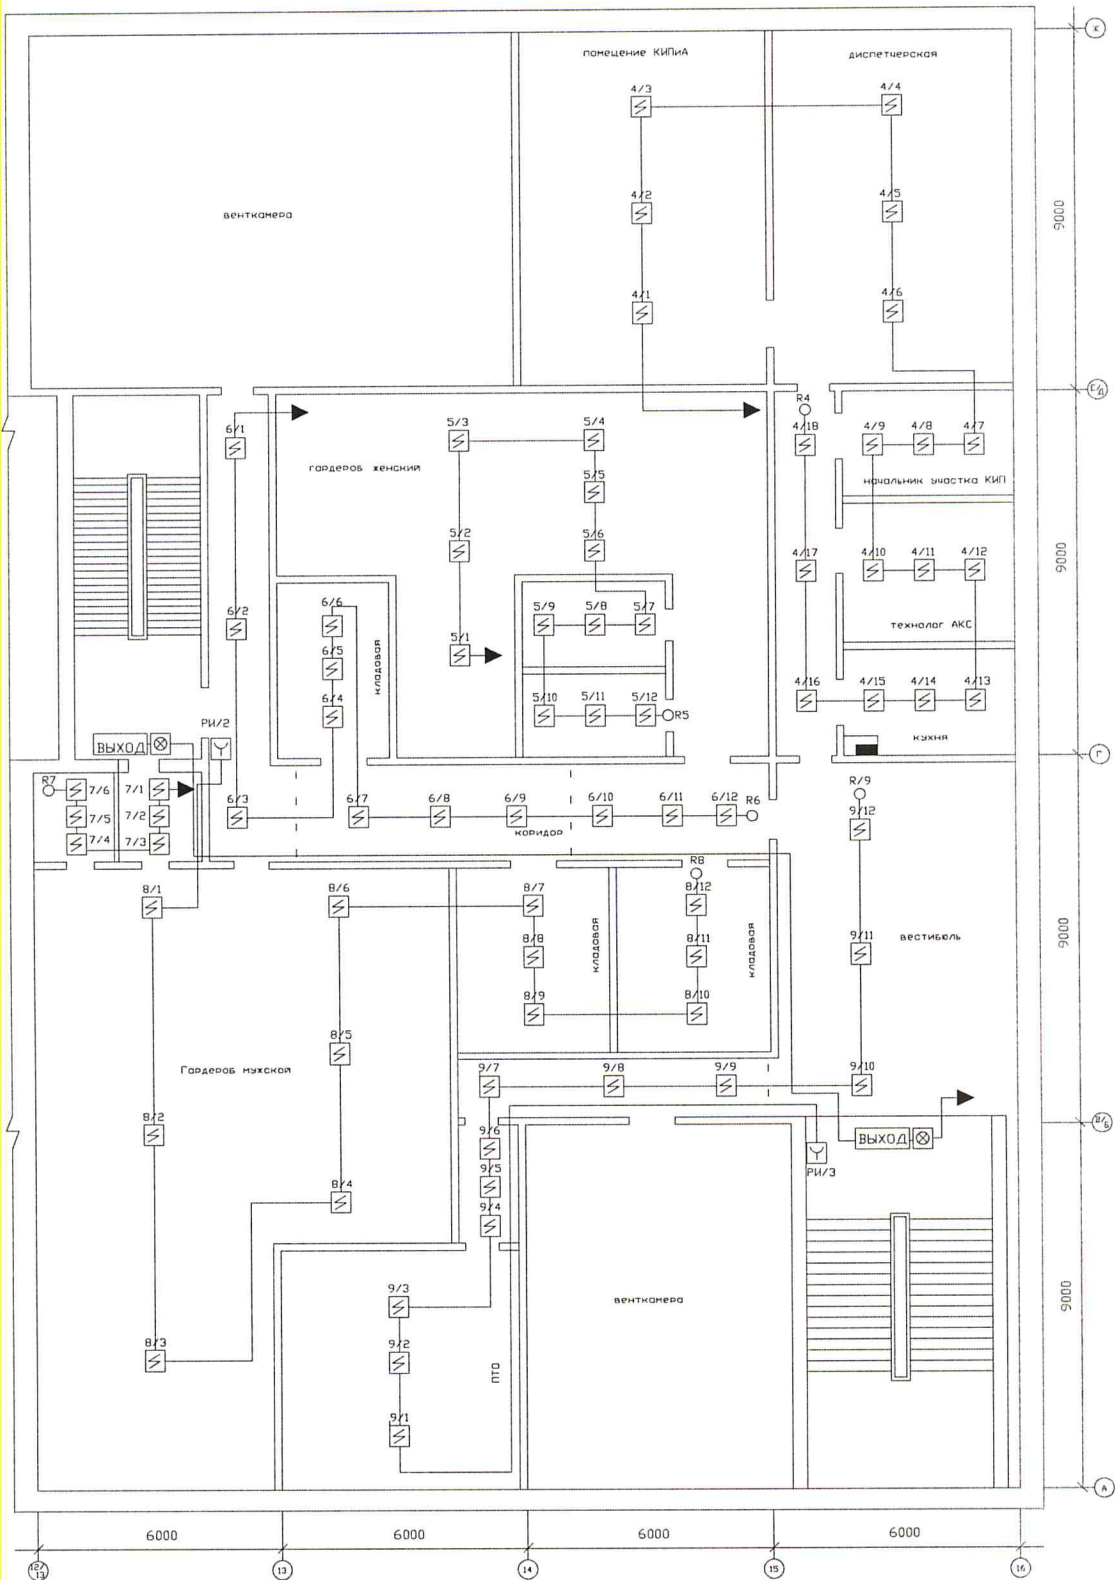 Ж
помещение КИПиА
диспетчерская
4/3
4/4
4/2
4/5
венткамера
9000
4/1
4/6
Г/Д
R4
6/1
5/3
5/4
4/18
4/9
4/8
4/7
гардероб женский
5/5
начальник участка КИП
5/2
5/6
4/17
4/10
4/11
4/12
9000
6/6
6/2
5/9
5/8
5/7
технолог АКС
6/5
5/1
кладовая
4/16
4/15
4/14
4/13
6/4
5/10
5/11
5/12
R5
РИ/2
ВЫХОД
кухня
Г
R7
7/6
7/1
R/9
7/5
7/2
6/3
6/7
6/8
6/9
6/10
6/11
6/12
R6
9/12
7/4
7/3
коридор
R8
8/1
8/6
8/7
8/12
кладовая
кладовая
вестибюль
9000
8/8
8/11
9/11
8/9
8/10
8/5
Гардероб мужской
9/7
9/8
9/9
9/10
8/2
9/6
ВЫХОД
В/Б
РИ/3
9/5
8/4
9/4
9/3
венткамера
9000
8/3
9/2
ПТО
9/1
А
6000
6000
6000
6000
12/13
13
14
15
16